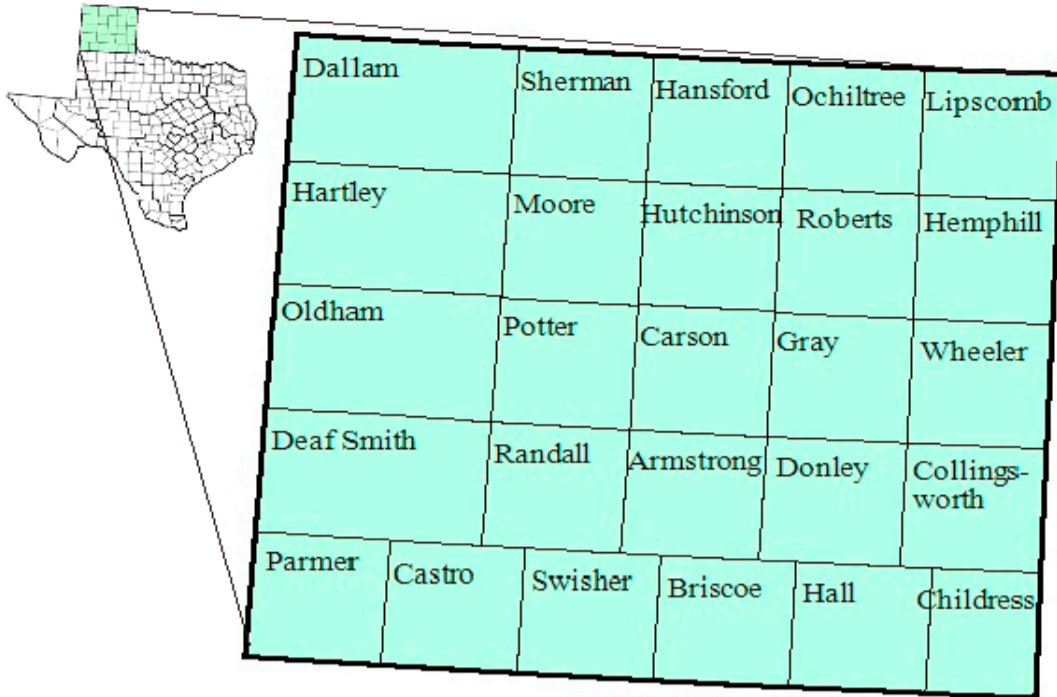 Dallam
Sherman
Hansford
Ochiltree
Lipscomb
Hartley
Moore
Hutchinson
Roberts
Hemphill
Oldham
Potter
Carson
Gray
Wheeler
Deaf Smith
Randall
Armstrong
Donley
Collings-
worth
Parmer
Castro
Swisher
Briscoe
Hall
Childress